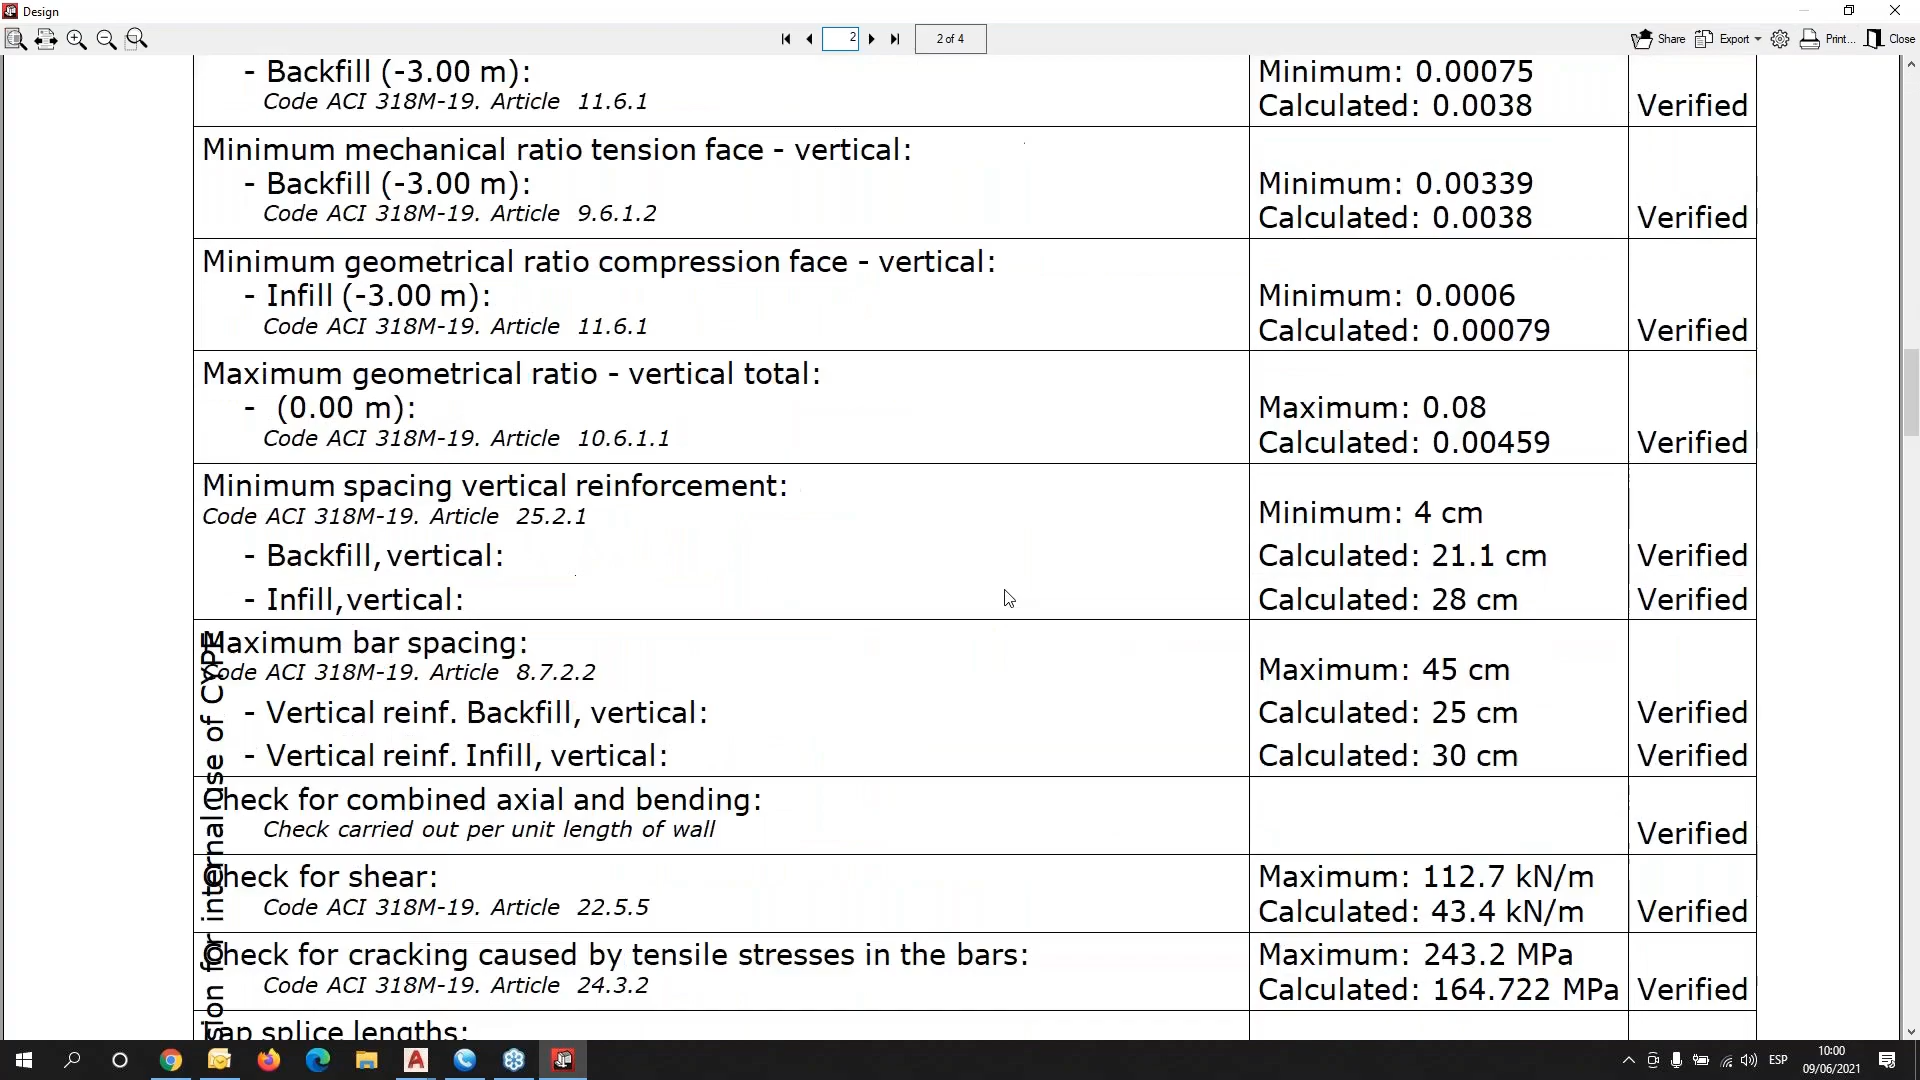 Design
2
2 of 4
Share
Export
Print...
Close
- Backfill (-3.00 m):
Code ACI 318M-19. Article 11.6.1
Minimum: 0.00075
Calculated: 0.0038
Verified
Minimum mechanical ratio tension face - vertical:
- Backfill (-3.00 m):
Code ACI 318M-19. Article 9.6.1.2
Minimum: 0.00339
Calculated: 0.0038
Verified
Minimum geometrical ratio compression face - vertical:
- Infill (-3.00 m):
Code ACI 318M-19. Article 11.6.1
Minimum: 0.0006
Calculated: 0.00079
Verified
Maximum geometrical ratio - vertical total:
- (0.00 m):
Code ACI 318M-19. Article 10.6.1.1
Maximum: 0.08
Calculated: 0.00459
Verified
Minimum spacing vertical reinforcement:
Code ACI 318M-19. Article 25.2.1
Minimum: 4 cm
- Backfill, vertical:
Calculated: 21.1 cm
Verified
- Infill, vertical:
Calculated: 28 cm
Verified
Maximum bar spacing:
Code ACI 318M-19. Article 8.7.2.2
Maximum: 45 cm
- Vertical reinf. Backfill, vertical:
Calculated: 25 cm
Verified
- Vertical reinf. Infill, vertical:
Calculated: 30 cm
Verified
Check for combined axial and bending:
Check carried out per unit length of wall
Verified
Check for shear:
Code ACI 318M-19. Article 22.5.5
Maximum: 112.7 kN/m
Calculated: 43.4 kN/m
Verified
Check for cracking caused by tensile stresses in the bars:
Code ACI 318M-19. Article 24.3.2
Maximum: 243.2 MPa
Calculated: 164.722 MPa
Verified
Lap splice lengths:
sion for internal use of CYPE
ESP
10:00
09/06/2021